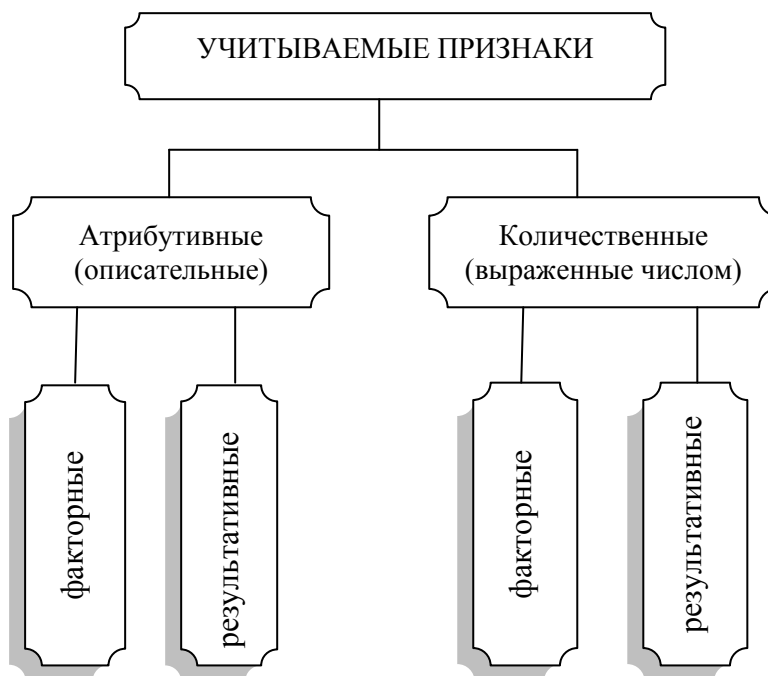 УЧИТЫВАЕМЫЕ ПРИЗНАКИ
Атрибутивные
(описательные)
Количественные
(выраженные числом)
факторные
результативные
факторные
результативные